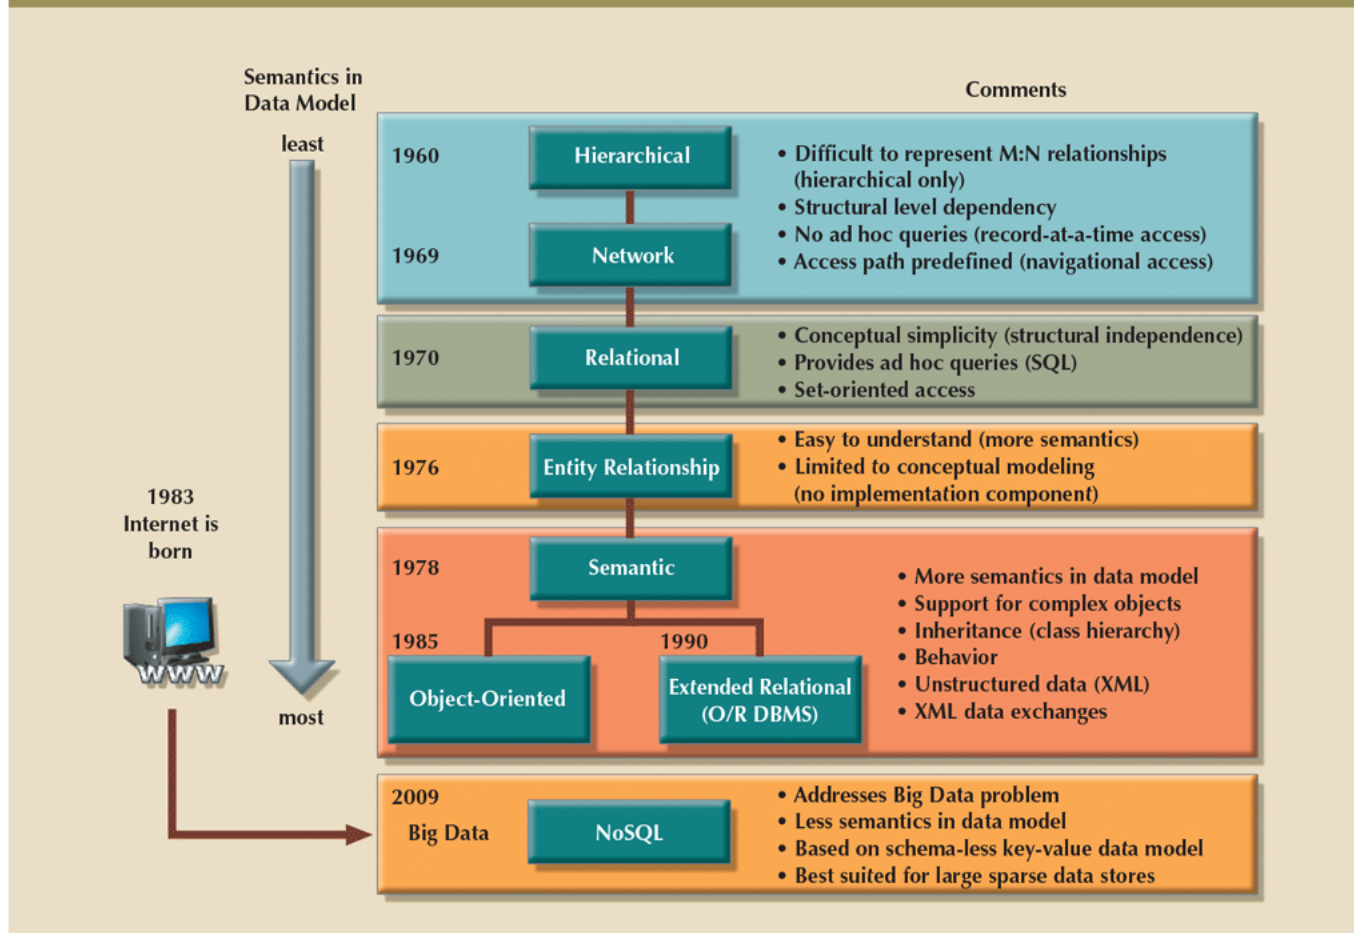 Semantics in
Data Model
least
most
Comments
1960
Hierarchical
1969
Network
• Difficult to represent M:N relationships
(hierarchical only)
• Structural level dependency
• No ad hoc queries (record-at-a-time access)
• Access path predefined (navigational access)
1970
Relational
• Conceptual simplicity (structural independence)
• Provides ad hoc queries (SQL)
• Set-oriented access
1976
Entity Relationship
• Easy to understand (more semantics)
• Limited to conceptual modeling
(no implementation component)
1983
Internet is
born
WWW
1978
Semantic
1985
Object-Oriented
1990
Extended Relational
(O/R DBMS)
• More semantics in data model
• Support for complex objects
• Inheritance (class hierarchy)
• Behavior
• Unstructured data (XML)
• XML data exchanges
2009
Big Data
NoSQL
• Addresses Big Data problem
• Less semantics in data model
• Based on schema-less key-value data model
• Best suited for large sparse data stores